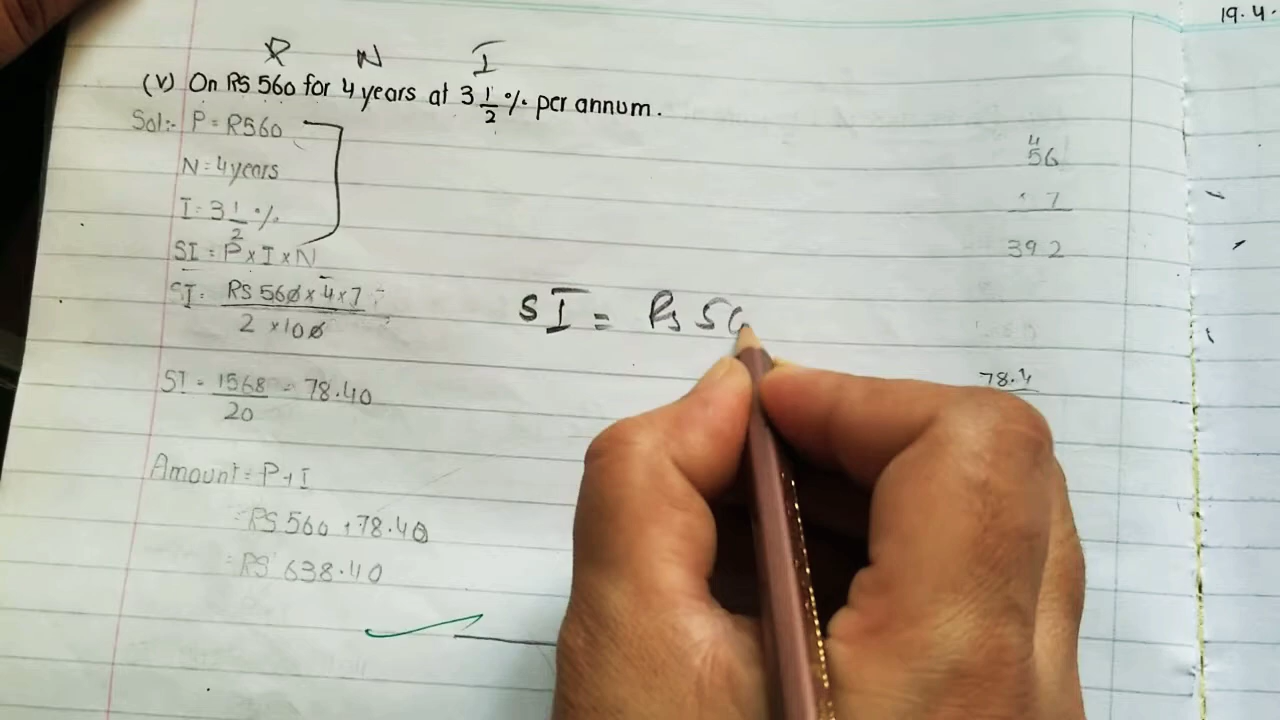 19.4.
R N I
(V) On RS 560 for 4 years at 3 1/2 % per annum.
Sol:- P = R560
N = 4 years
I = 3 1/2 %
SI = P x I x N
SI = RS 560 x 4 x 7
2 x 100
SI = 1568 = 78.40
20
Amount = P + I
= RS 560 + 78.40
= RS 638.40
SI = Rs 56
4
56
7
392
78.4